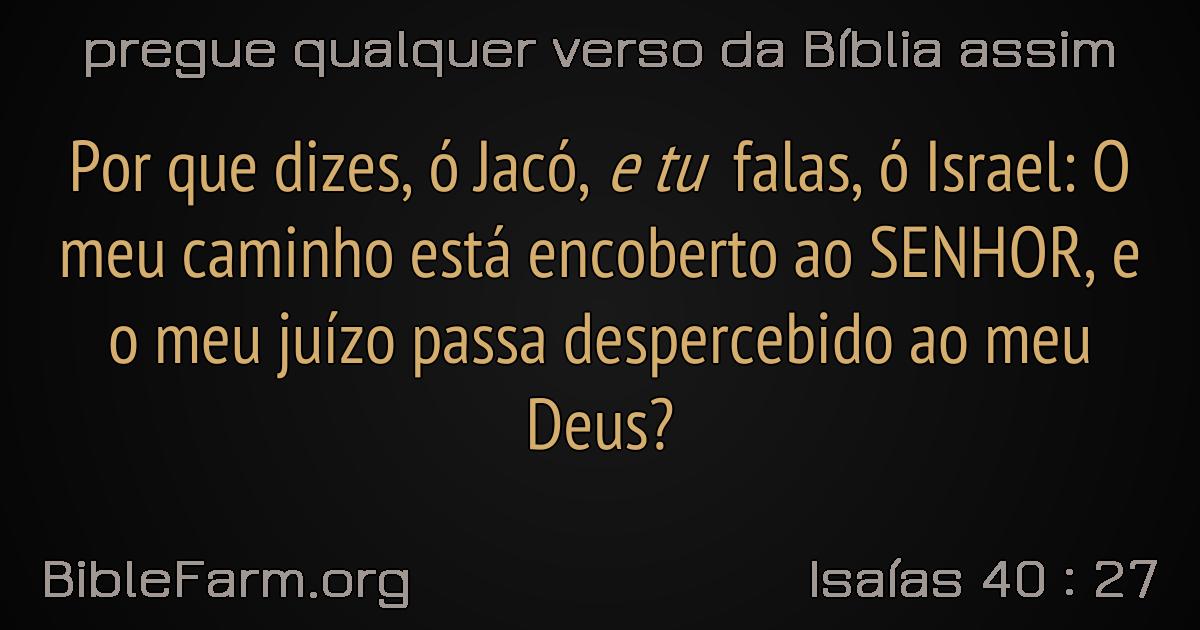 pregue qualquer verso da Bíblia assim
Por que dizes, ó Jacó, e tu falas, ó Israel: O
meu caminho está encoberto ao SENHOR, e
o meu juízo passa despercebido ao meu
Deus?
BibleFarm.org
Isaías 40 : 27